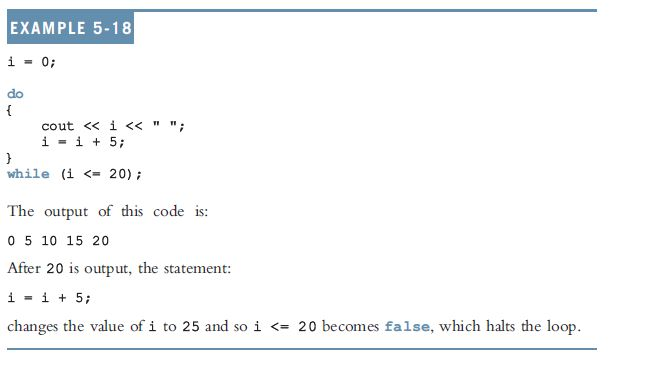 EXAMPLE 5-18
i = 0;
do
{
    cout << i << " ";
    i = i + 5;
}
while (i <= 20);
The output of this code is:
0 5 10 15 20
After 20 is output, the statement:
i = i + 5;
changes the value of i to 25 and so i <= 20 becomes false, which halts the loop.